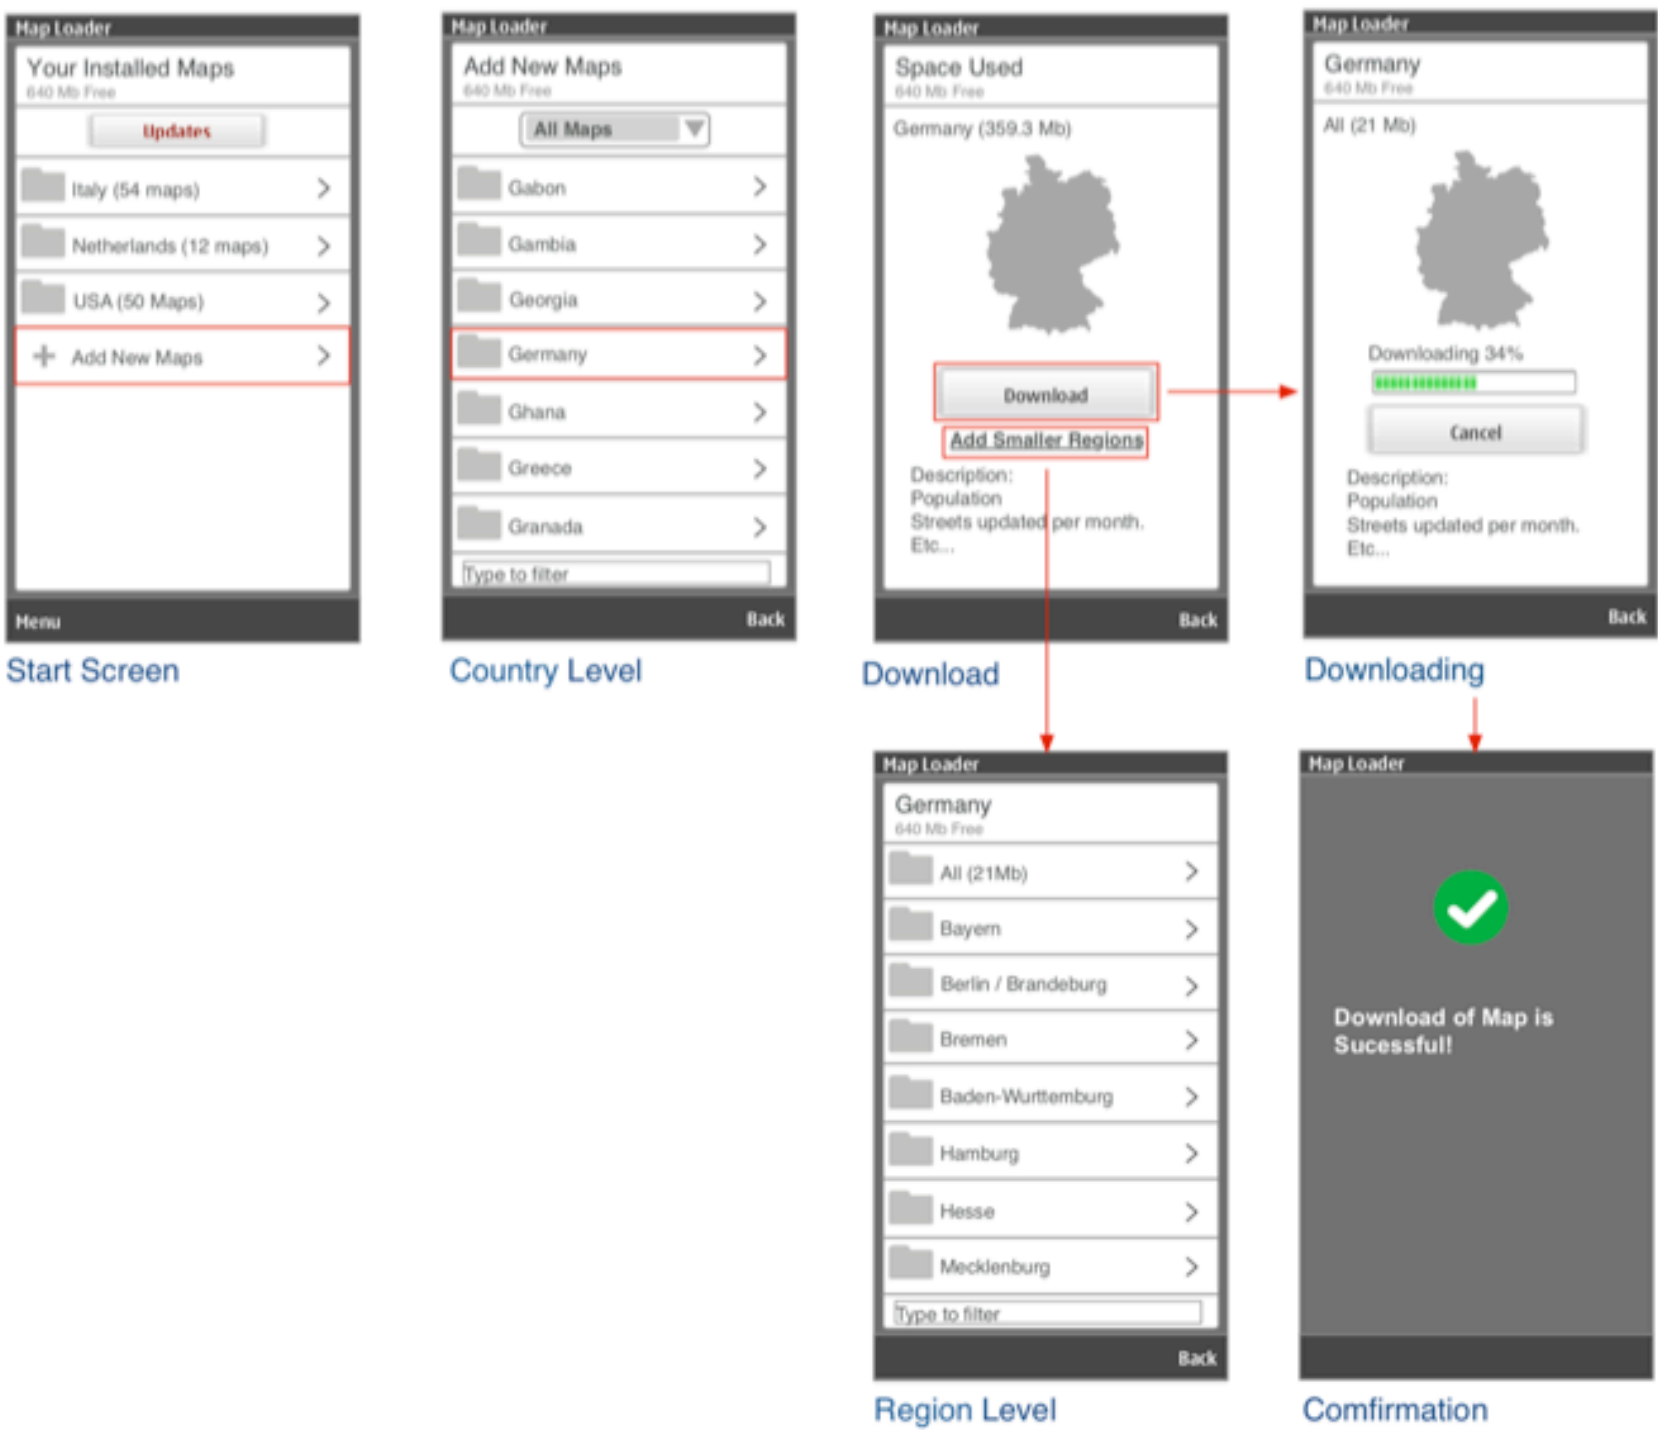 Map Loader
Your Installed Maps
640 Mb Free
Updates
Italy (54 maps)
Netherlands (12 maps)
USA (50 Maps)
Add New Maps
Menu
Start Screen
Map Loader
Add New Maps
640 Mb Free
All Maps
Gabon
Gambia
Georgia
Germany
Ghana
Greece
Granada
Type to filter
Back
Country Level
Map Loader
Space Used
640 Mb Free
Germany (359.3 Mb)
Download
Add Smaller Regions
Description:
Population
Streets updated per month.
Etc...
Back
Download
Map Loader
Germany
640 Mb Free
All (21 Mb)
Downloading 34%
Cancel
Description:
Population
Streets updated per month.
Etc...
Back
Downloading
Map Loader
Germany
640 Mb Free
All (21Mb)
Bayern
Berlin / Brandeburg
Bremen
Baden-Wurttemburg
Hamburg
Hesse
Mecklenburg
Type to filter
Back
Region Level
Map Loader
Download of Map is
Sucessful!
Comfirmation